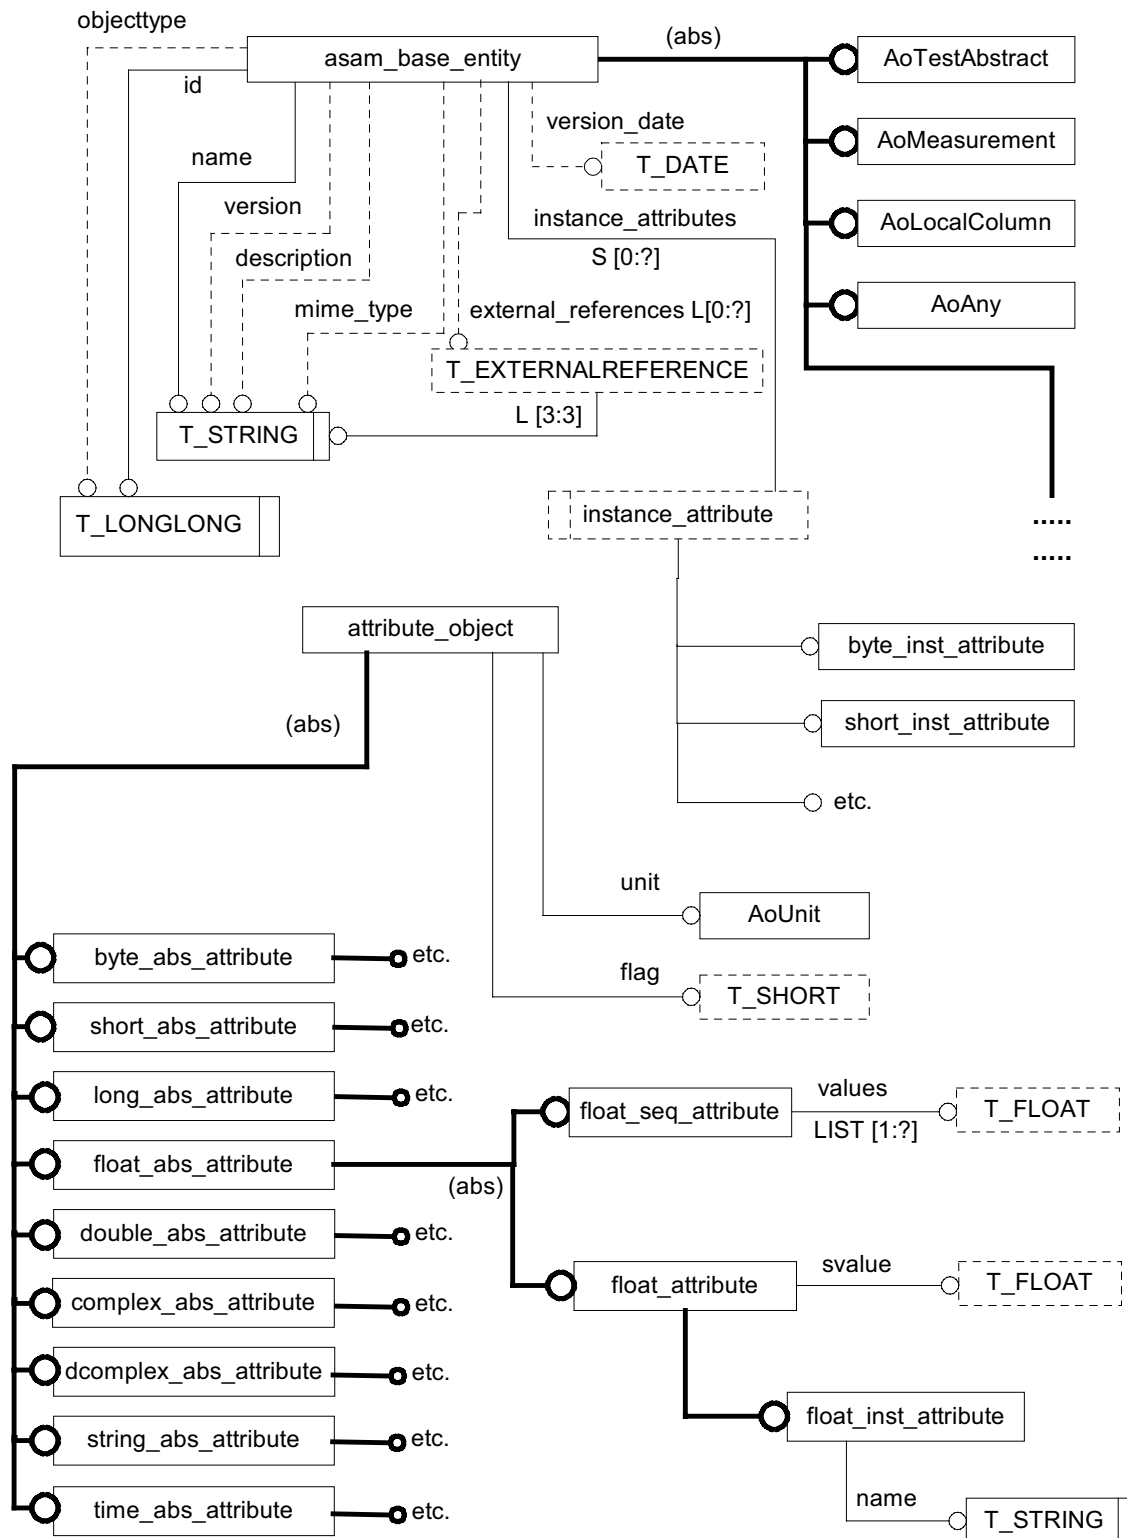 objecttype
asam_base_entity
(abs)
AoTestAbstract
id
version_date
AoMeasurement
name
T_DATE
version
instance_attributes
AoLocalColumn
description
S [0:?]
mime_type
external_references L[0:?]
AoAny
T_EXTERNALREFERENCE
L [3:3]
T_STRING
T_LONGLONG
instance_attribute
.....
.....
attribute_object
byte_inst_attribute
(abs)
short_inst_attribute
etc.
unit
AoUnit
byte_abs_attribute
etc.
flag
T_SHORT
short_abs_attribute
etc.
long_abs_attribute
etc.
float_seq_attribute
values
LIST [1:?]
T_FLOAT
float_abs_attribute
(abs)
double_abs_attribute
etc.
float_attribute
svalue
T_FLOAT
complex_abs_attribute
etc.
dcomplex_abs_attribute
etc.
float_inst_attribute
string_abs_attribute
etc.
time_abs_attribute
etc.
name
T_STRING